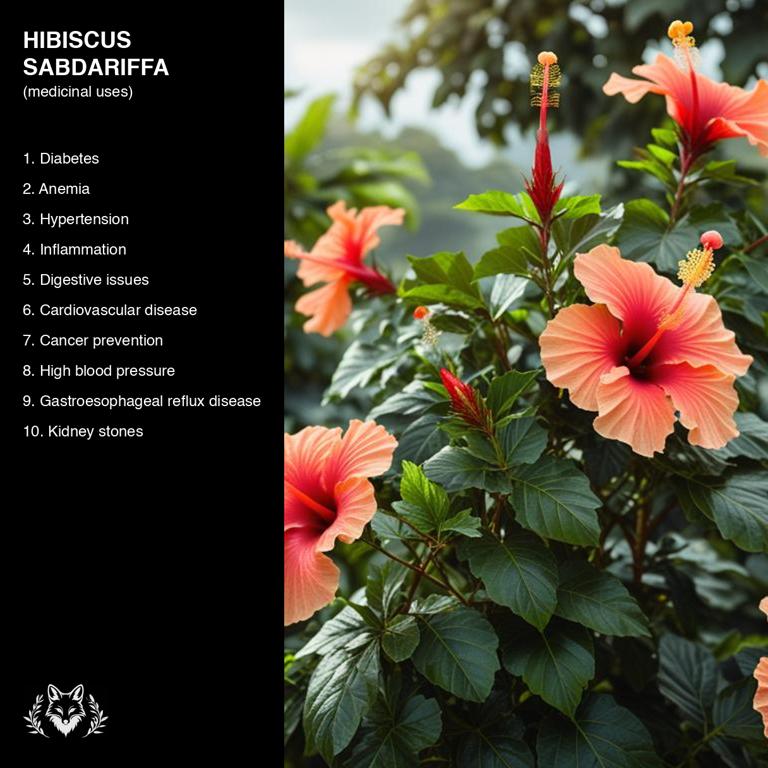 HIBISCUS
SABDARIFFA
(medicinal uses)
1. Diabetes
2. Anemia
3. Hypertension
4. Inflammation
5. Digestive issues
6. Cardiovascular disease
7. Cancer prevention
8. High blood pressure
9. Gastroesophageal reflux disease
10. Kidney stones